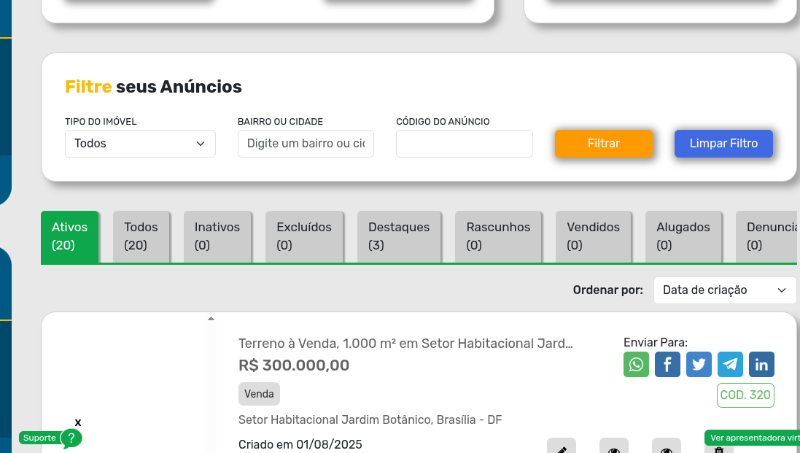 Filtre seus Anúncios
TIPO DO IMÓVEL
BAIRRO OU CIDADE
CÓDIGO DO ANÚNCIO
Todos
Digite um bairro ou
Filtrar
Limpar Filtro
Ativos
(20)
Todos
(20)
Inativos
(0)
Excluídos
(0)
Destaques
(3)
Rascunhos
(0)
Vendidos
(0)
Alugados
(0)
Denuncia
(0)
Ordenar por:
Data de criação
Terreno à Venda, 1.000 m² em Setor Habitacional Jard...
R$ 300.000,00
Venda
Setor Habitacional Jardim Botânico, Brasília - DF
Criado em 01/08/2025
Enviar Para:
COD. 320
x
Suporte ?
Ver apresentadora virt